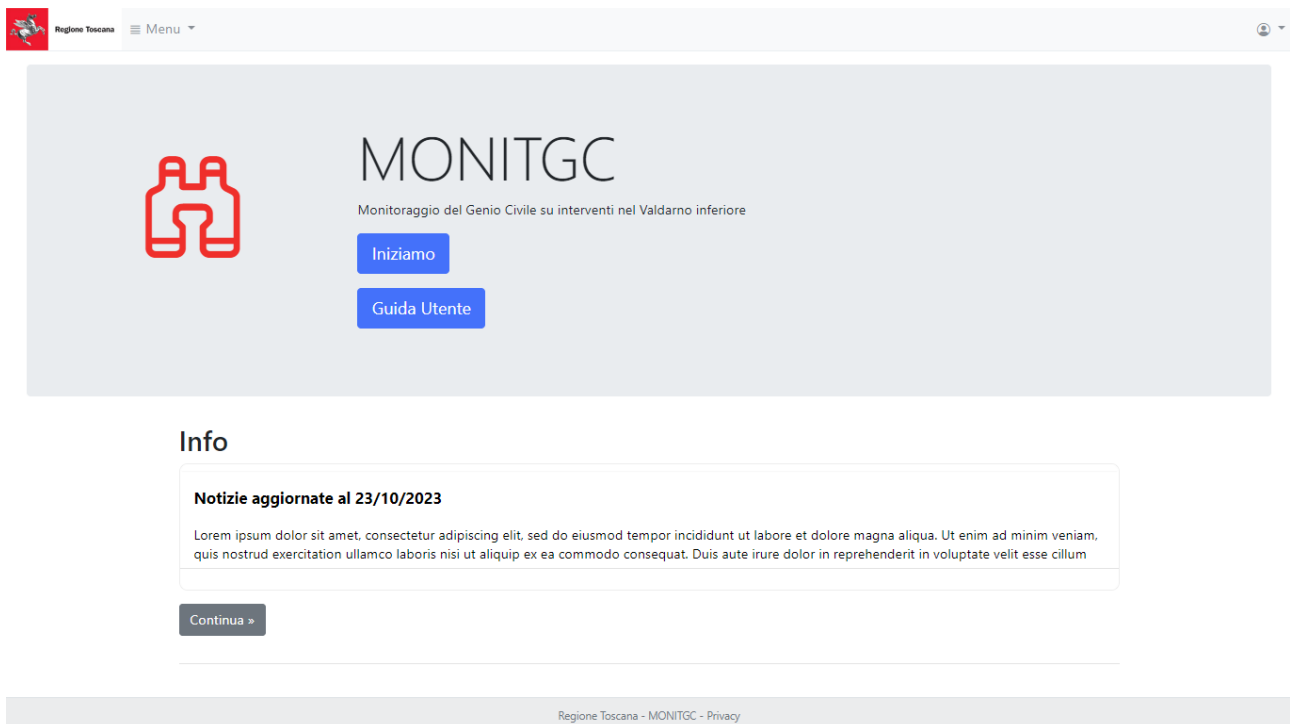 Regione Toscana
Menu
MONITGC
Monitoraggio del Genio Civile su interventi nel Valdarno inferiore
Iniziamo
Guida Utente
Info
Notizie aggiornate al 23/10/2023
Lorem ipsum dolor sit amet, consectetur adipiscing elit, sed do eiusmod tempor incididunt ut labore et dolore magna aliqua. Ut enim ad minim veniam,
quis nostrud exercitation ullamco laboris nisi ut aliquip ex ea commodo consequat. Duis aute irure dolor in reprehenderit in voluptate velit esse cillum
Continua »
Regione Toscana - MONITGC - Privacy